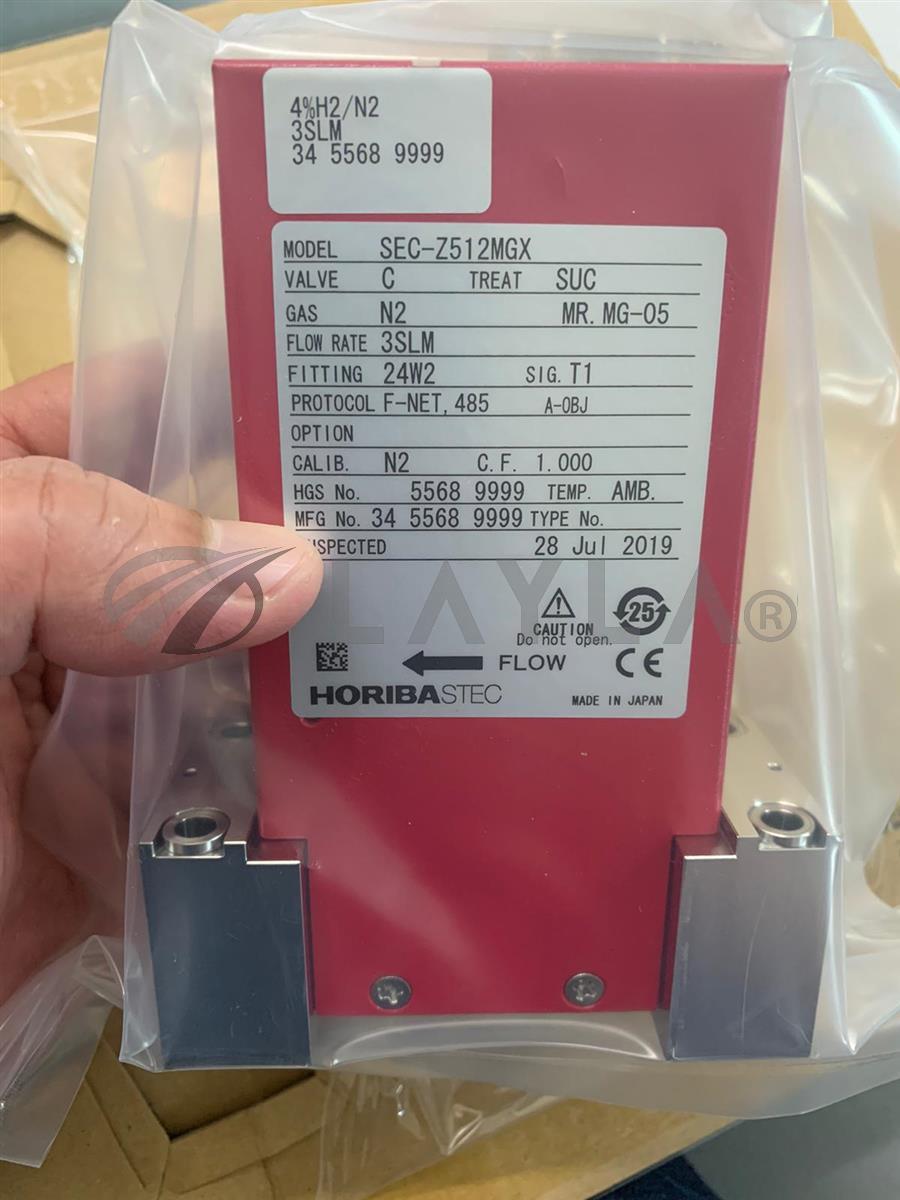 4%H2/N2
3SLM
34 5568 9999
MODEL SEC-Z512MGX
VALVE C TREAT SUC
GAS N2 MR. MG-05
FLOW RATE 3SLM
FITTING 24W2 SIG. T1
PROTOCOL F-NET, 485 A-OBJ
OPTION
CALIB. N2 C.F. 1.000
HGS No. 5568 9999 TEMP. AMB.
MFG No. 34 5568 9999 TYPE No.
NSPECTED 28 Jul 2019
LAYLA®
25
CAUTION
Do not open.
FLOW CE
HORIBASTEC MADE IN JAPAN